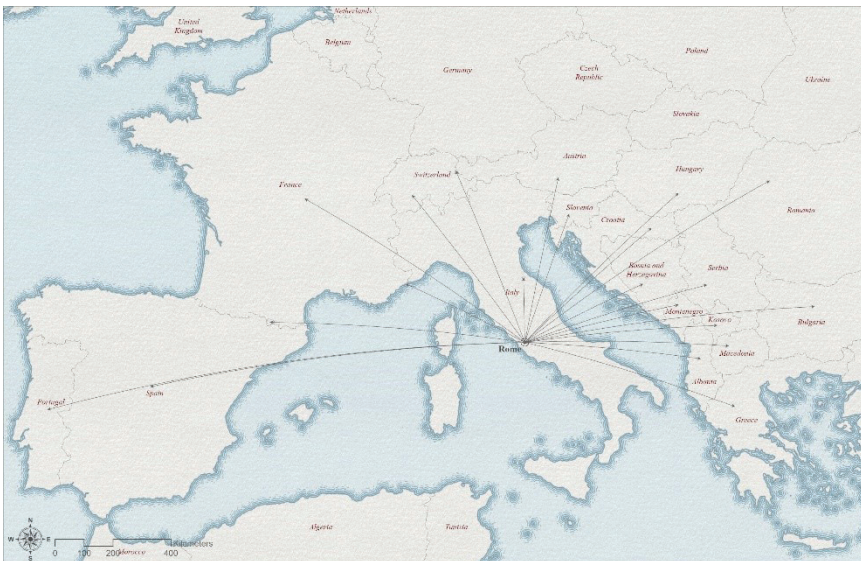 Netherlands
United
Kingdom
Belgium
Germany
Poland
Czech
Republic
Ukraine
Slovakia
Austria
Switzerland
Hungary
France
Slovenia
Croatia
Romania
Bosnia and
Herzegovina
Serbia
Italy
Montenegro
Kosovo
Bulgaria
Rome
Macedonia
Albania
Spain
Portugal
Greece
N
W
E
S
Algeria
Tunisia
Kilometers
0
100
200
400
Morocco